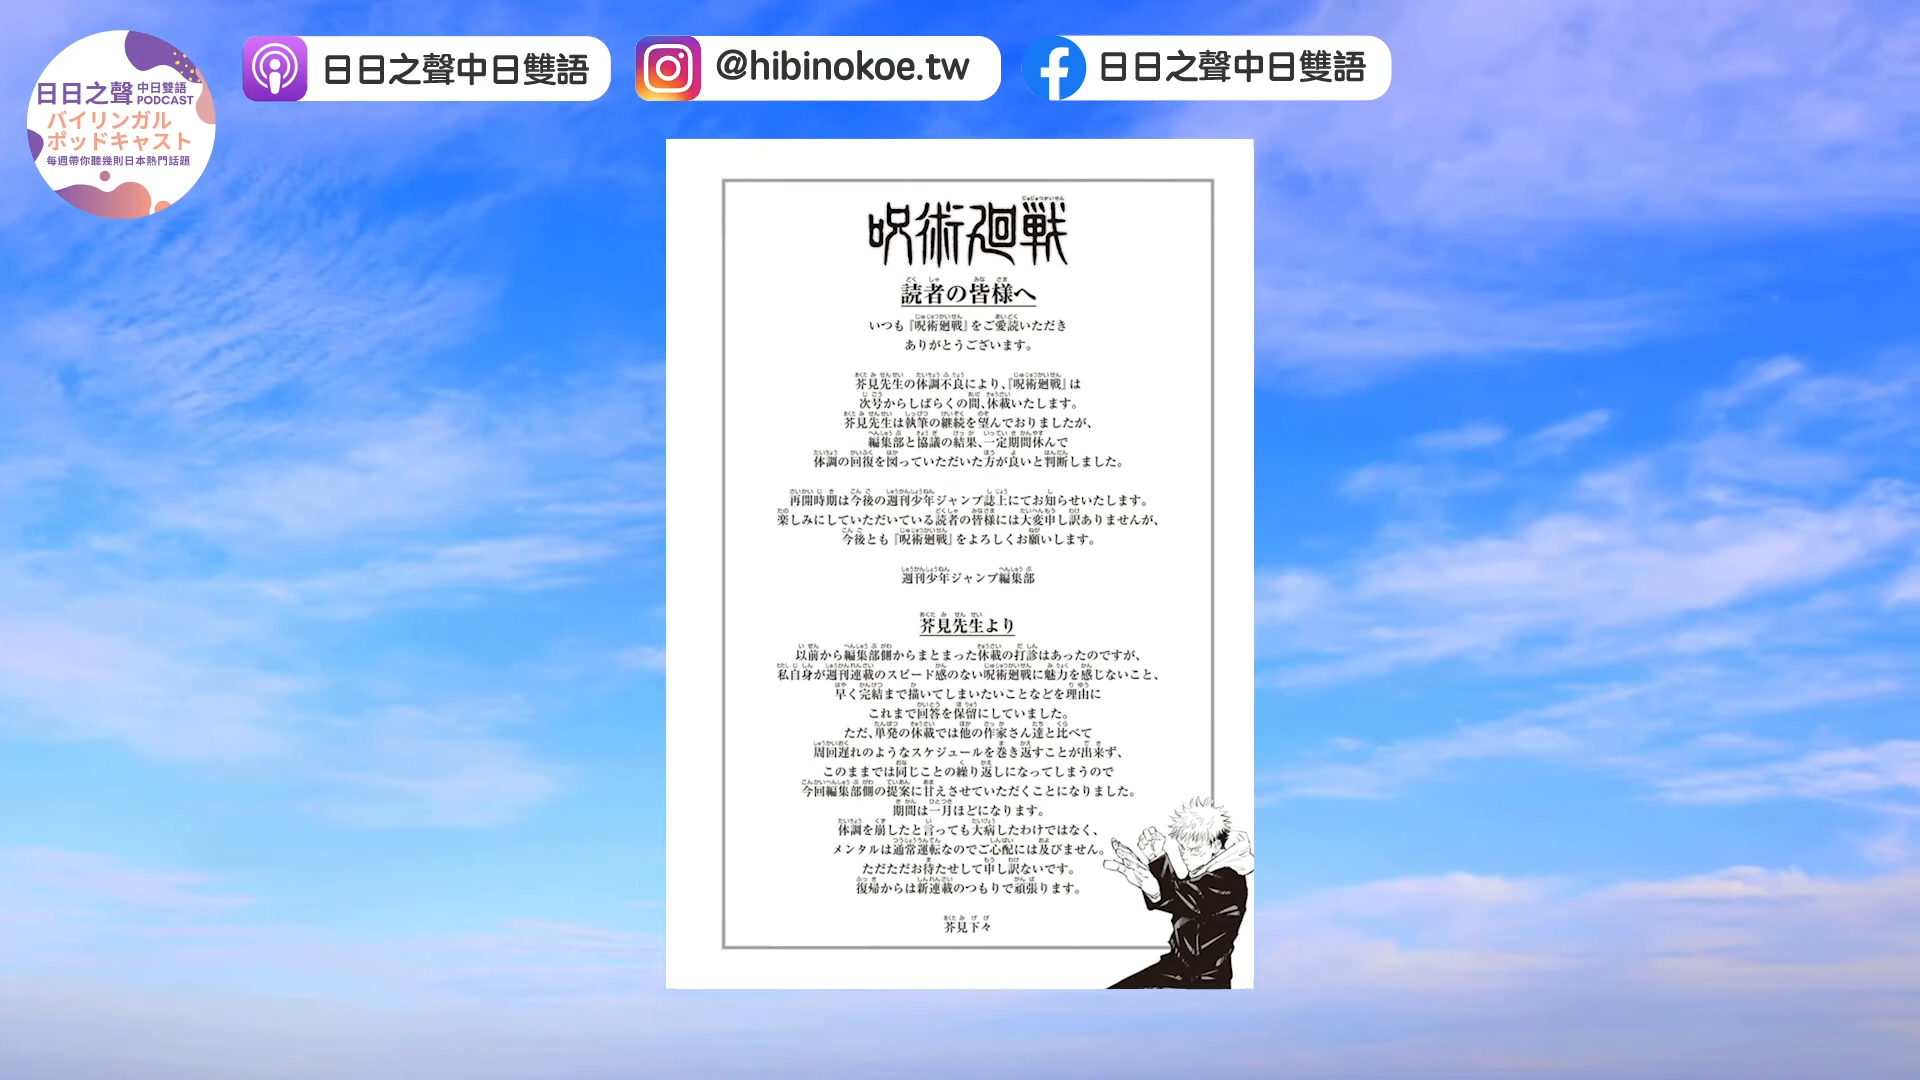 日日之聲 中日雙語
PODCAST
バイリンガル
ポッドキャスト
每週帶你聽幾則日本熱門話題
日日之聲中日雙語
@hibinokoe.tw
日日之聲中日雙語
じゅじゅつかいせん
呪術廻戦
読者の皆様へ
いつも『呪術廻戦』をご愛読いただき
ありがとうございます。
芥見先生の体調不良により、『呪術廻戦』は
次号からしばらくの間、休載いたします。
芥見先生は執筆の継続を望んでおりましたが、
編集部と協議の結果、一定期間休んで
体調の回復を図っていただいた方が良いと判断しました。
再開時期は今後の週刊少年ジャンプ誌上にてお知らせいたします。
楽しみにしていただいている読者の皆様には大変申し訳ありませんが、
今後とも『呪術廻戦』をよろしくお願いします。
週刊少年ジャンプ編集部
芥見先生より
以前から編集部側からまとまった休載の打診はあったのですが、
私自身が週刊連載のスピード感のない呪術廻戦に魅力を感じないこと、
早く完結まで描いてしまいたいことなどを理由に
これまで回答を保留にしていました。
ただ、単発の休載では他の作家さん達と比べて
周回遅れのようなスケジュールを巻き返すことが出来ず、
このままでは同じことの繰り返しになってしまうので
今回編集部側の提案に甘えさせていただくことになりました。
期間は一月ほどになります。
体調を崩したと言っても大病したわけではなく、
メンタルは通常運転なのでご心配には及びません。
ただただお待たせして申し訳ないです。
復帰からは新連載のつもりで頑張ります。
芥見下々